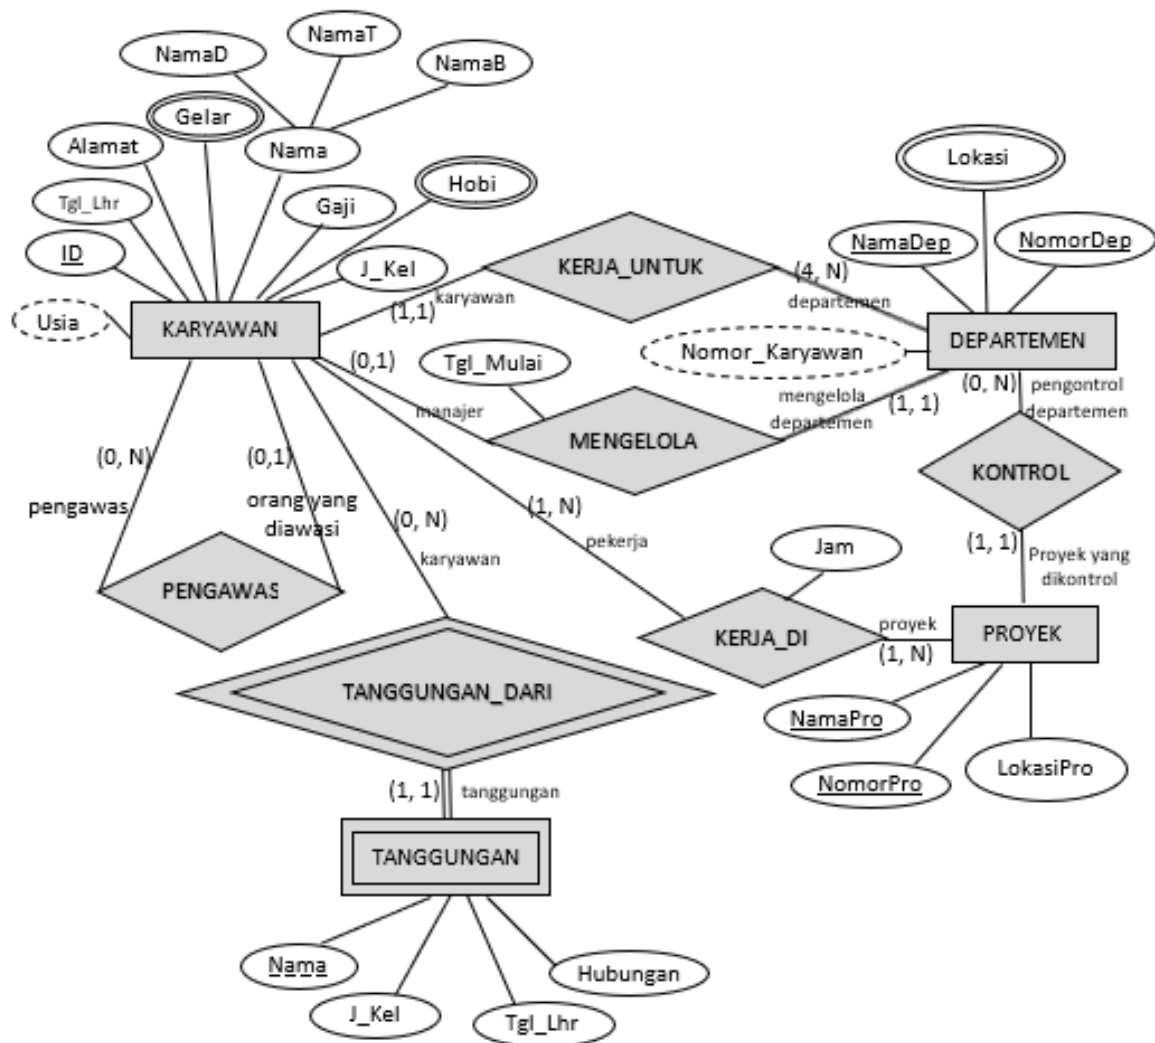 NamaT
NamaD
NamaB
Gelar
Alamat
Nama
Lokasi
Hobi
Tgl_Lhr
Gaji
ID
NamaDep
NomorDep
J_Kel
KERJA_UNTUK
(4, N)
karyawan
departemen
(1,1)
Usia
KARYAWAN
Nomor_Karyawan
DEPARTEMEN
(0,1)
Tgl_Mulai
(0, N)
pengontrol
departemen
mengelola
departemen
(1, 1)
manajer
MENGELOLA
(0, N)
(0,1)
KONTROL
pengawas
orang yang
diawasi
(0, N)
karyawan
(1, N)
pekerja
(1, 1)
Proyek yang
dikontrol
Jam
PENGAWAS
KERJA_DI
proyek
(1, N)
PROYEK
TANGGUNGAN_DARI
NamaPro
NomorPro
LokasiPro
(1, 1)
tanggungan
TANGGUNGAN
Nama
Hubungan
J_Kel
Tgl_Lhr